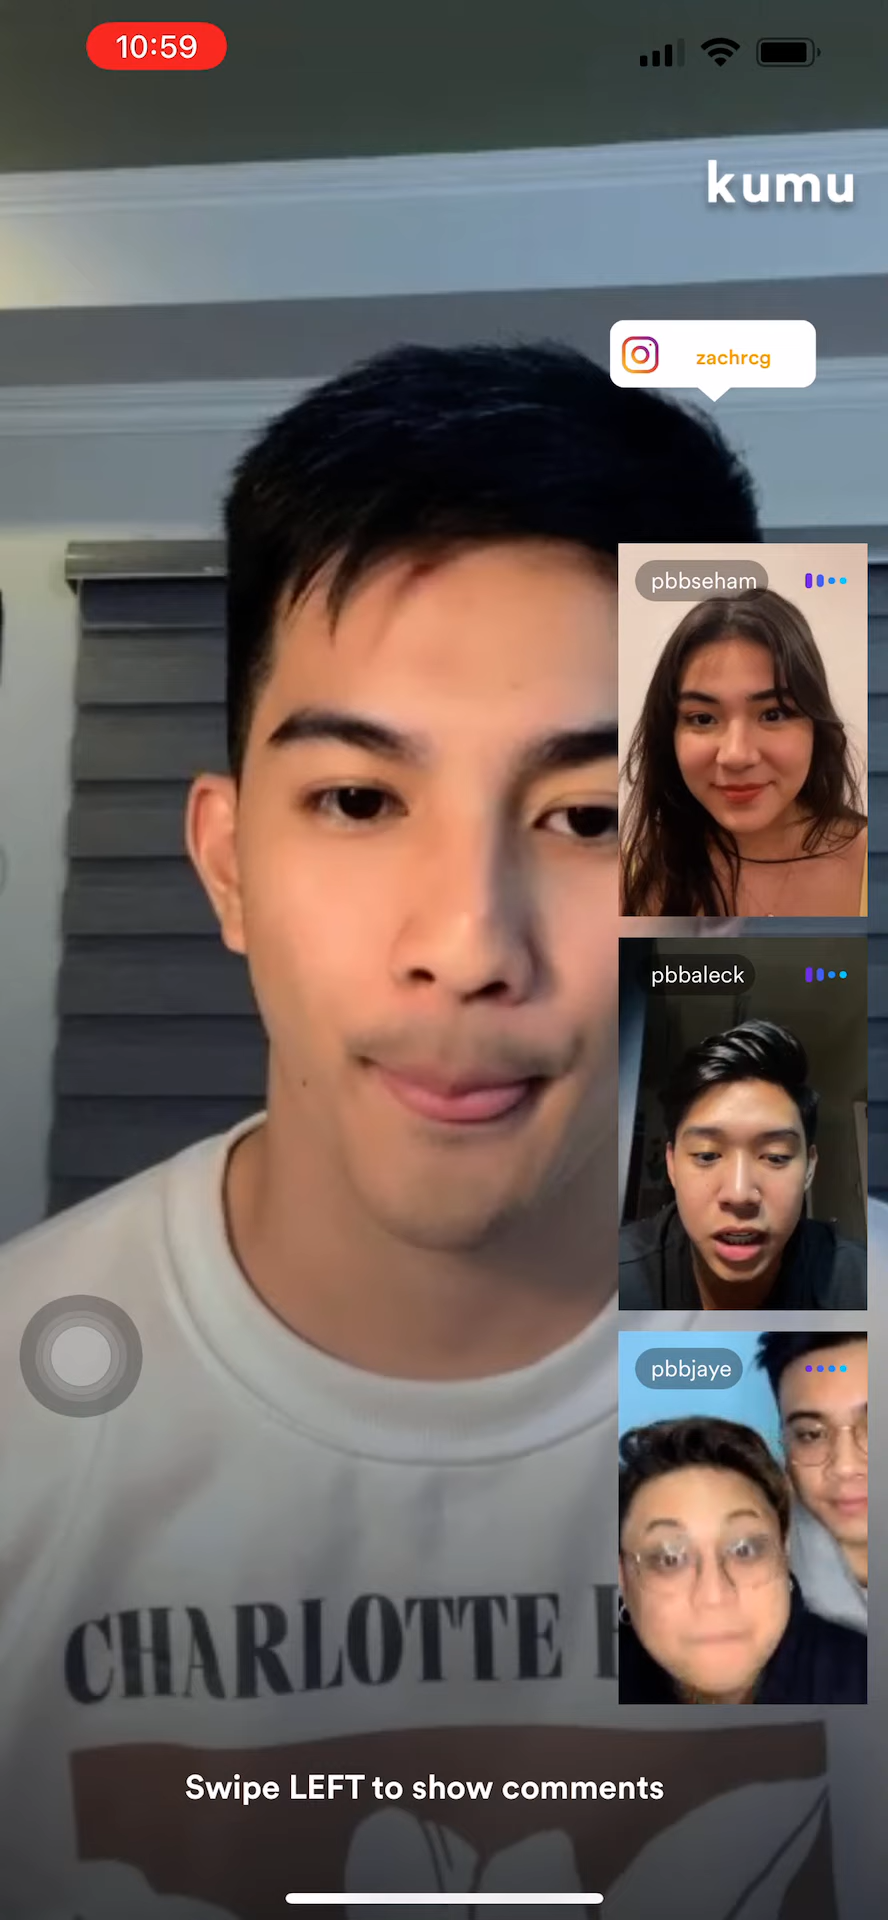 10:59
kumu
zachrcg
pbbseham
pbbaleck
pbbjaye
CHARLOTTE
Swipe LEFT to show comments